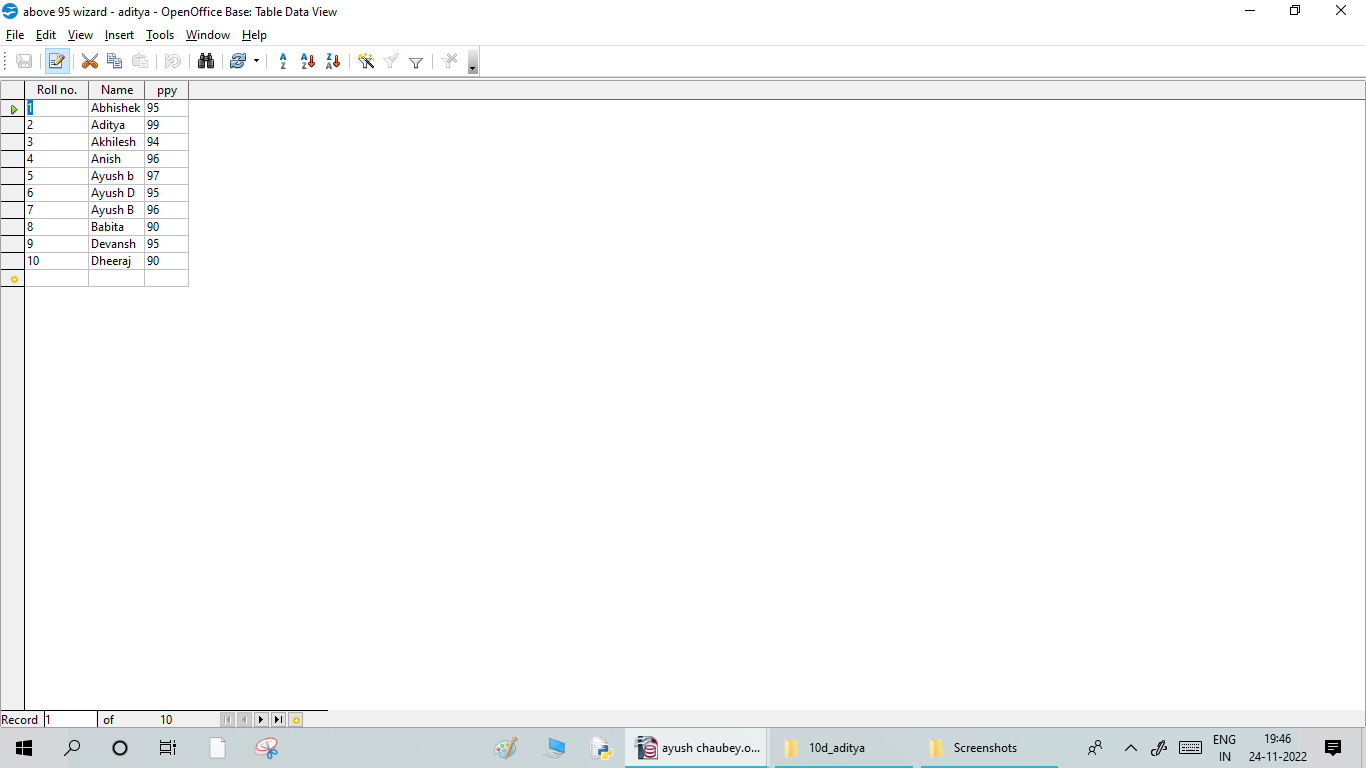 above 95 wizard - aditya - OpenOffice Base: Table Data View
File Edit View Insert Tools Window Help
Roll no. Name ppy
1 Abhishek 95
2 Aditya 99
3 Akhilesh 94
4 Anish 96
5 Ayush b 97
6 Ayush D 95
7 Ayush B 96
8 Babita 90
9 Devansh 95
10 Dheeraj 90
Record 1 of 10
ayush chaubey.o... 10d_aditya Screenshots ENG 19:46
IN 24-11-2022